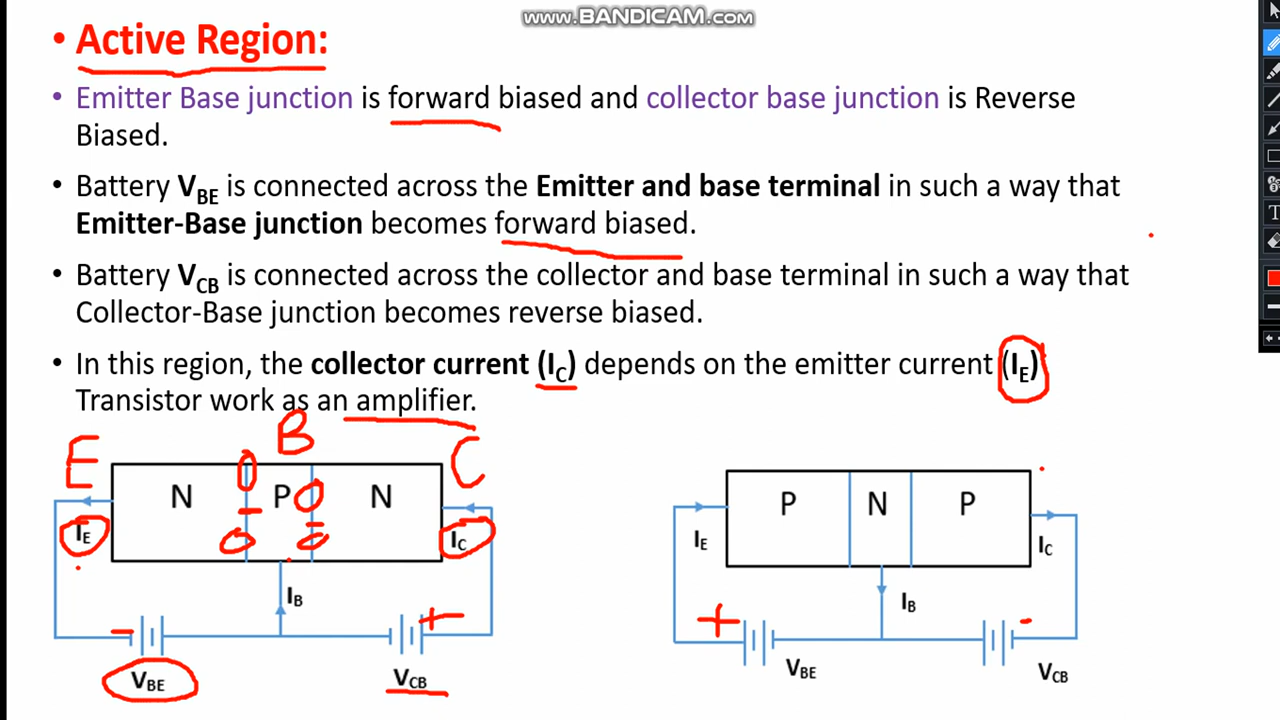 www.BANDICAM.com
• Active Region:
• Emitter Base junction is forward biased and collector base junction is Reverse
Biased.
• Battery VBE is connected across the Emitter and base terminal in such a way that
Emitter-Base junction becomes forward biased.
• Battery VCB is connected across the collector and base terminal in such a way that
Collector-Base junction becomes reverse biased.
• In this region, the collector current (IC) depends on the emitter current (IE)
Transistor work as an amplifier.
E B C
N P N
IE IC
IB
- +
VBE VCB
P N P
IE IC
IB
+ -
VBE VCB